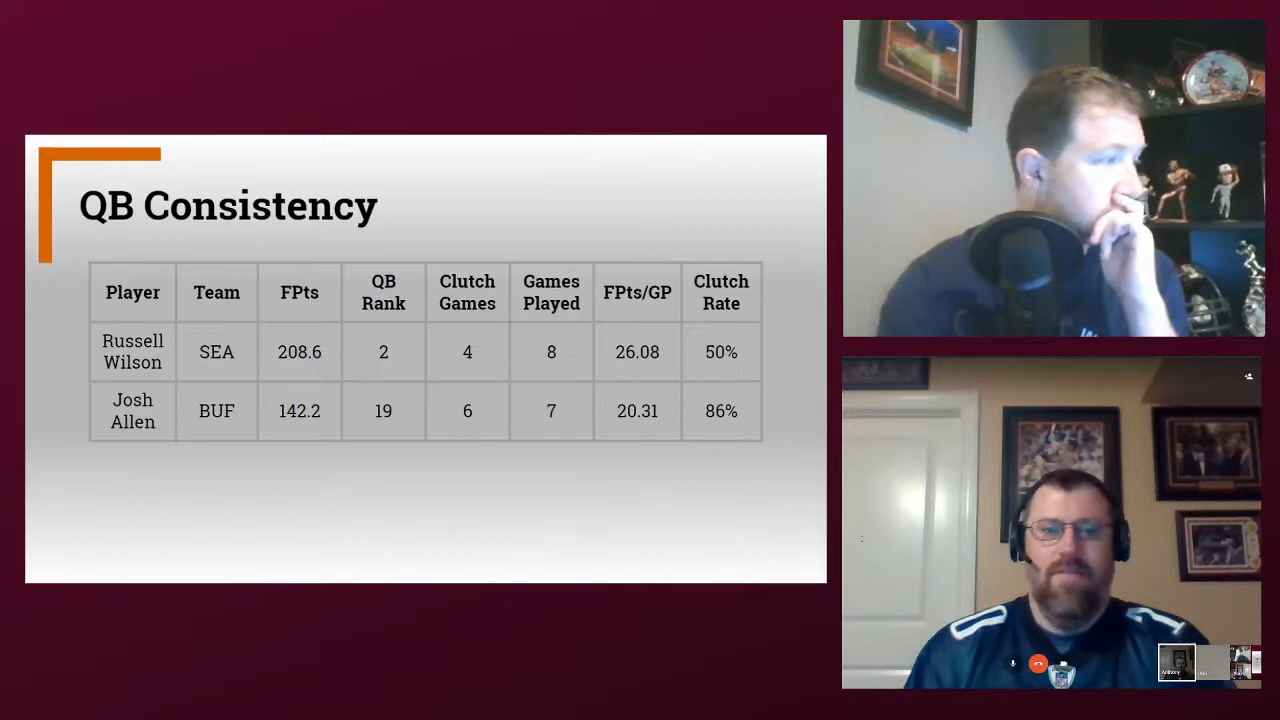 QB Consistency
Player Team FPts QB Rank Clutch Games Games Played FPts/GP Clutch Rate
Russell Wilson SEA 208.6 2 4 8 26.08 50%
Josh Allen BUF 142.2 19 6 7 20.31 86%
Anthony